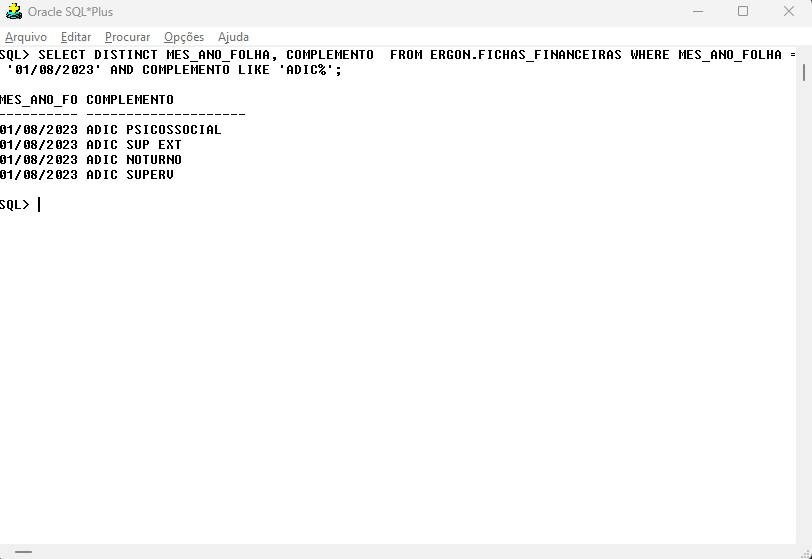 Oracle SQL*Plus
Arquivo Editar Procurar Opções Ajuda
SQL> SELECT DISTINCT MES_ANO_FOLHA, COMPLEMENTO  FROM ERGON.FICHAS_FINANCEIRAS WHERE MES_ANO_FOLHA =
 '01/08/2023' AND COMPLEMENTO LIKE 'ADIC%';
MES_ANO_FO COMPLEMENTO
---------- --------------------
01/08/2023 ADIC PSICOSSOCIAL
01/08/2023 ADIC SUP EXT
01/08/2023 ADIC NOTURNO
01/08/2023 ADIC SUPERV
SQL>